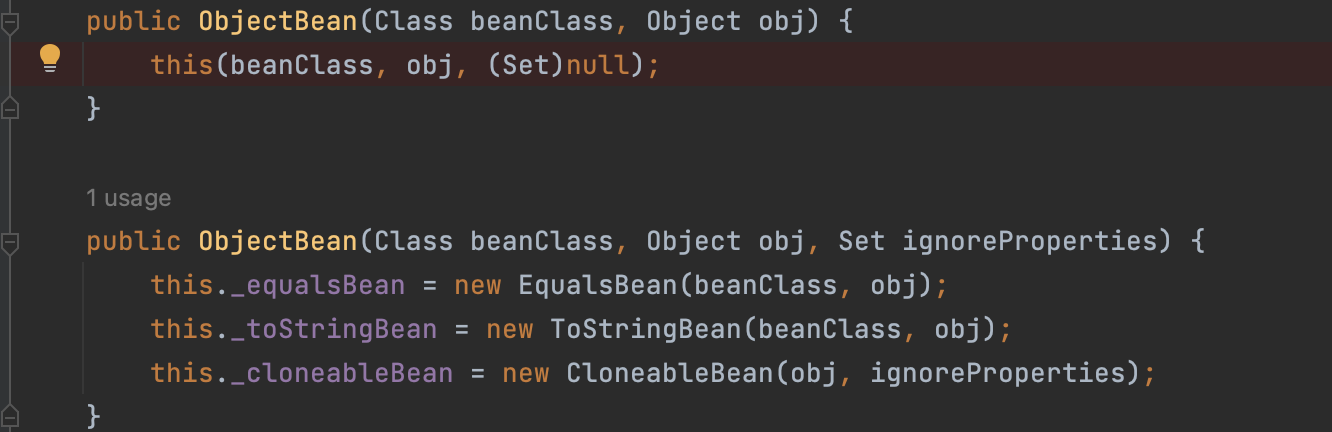 public ObjectBean(Class beanClass, Object obj) {
this(beanClass, obj, (Set)null);
}
1 usage
public ObjectBean(Class beanClass, Object obj, Set ignoreProperties) {
this._equalsBean = new EqualsBean(beanClass, obj);
this._toStringBean = new ToStringBean(beanClass, obj);
this._cloneableBean = new CloneableBean(obj, ignoreProperties);
}